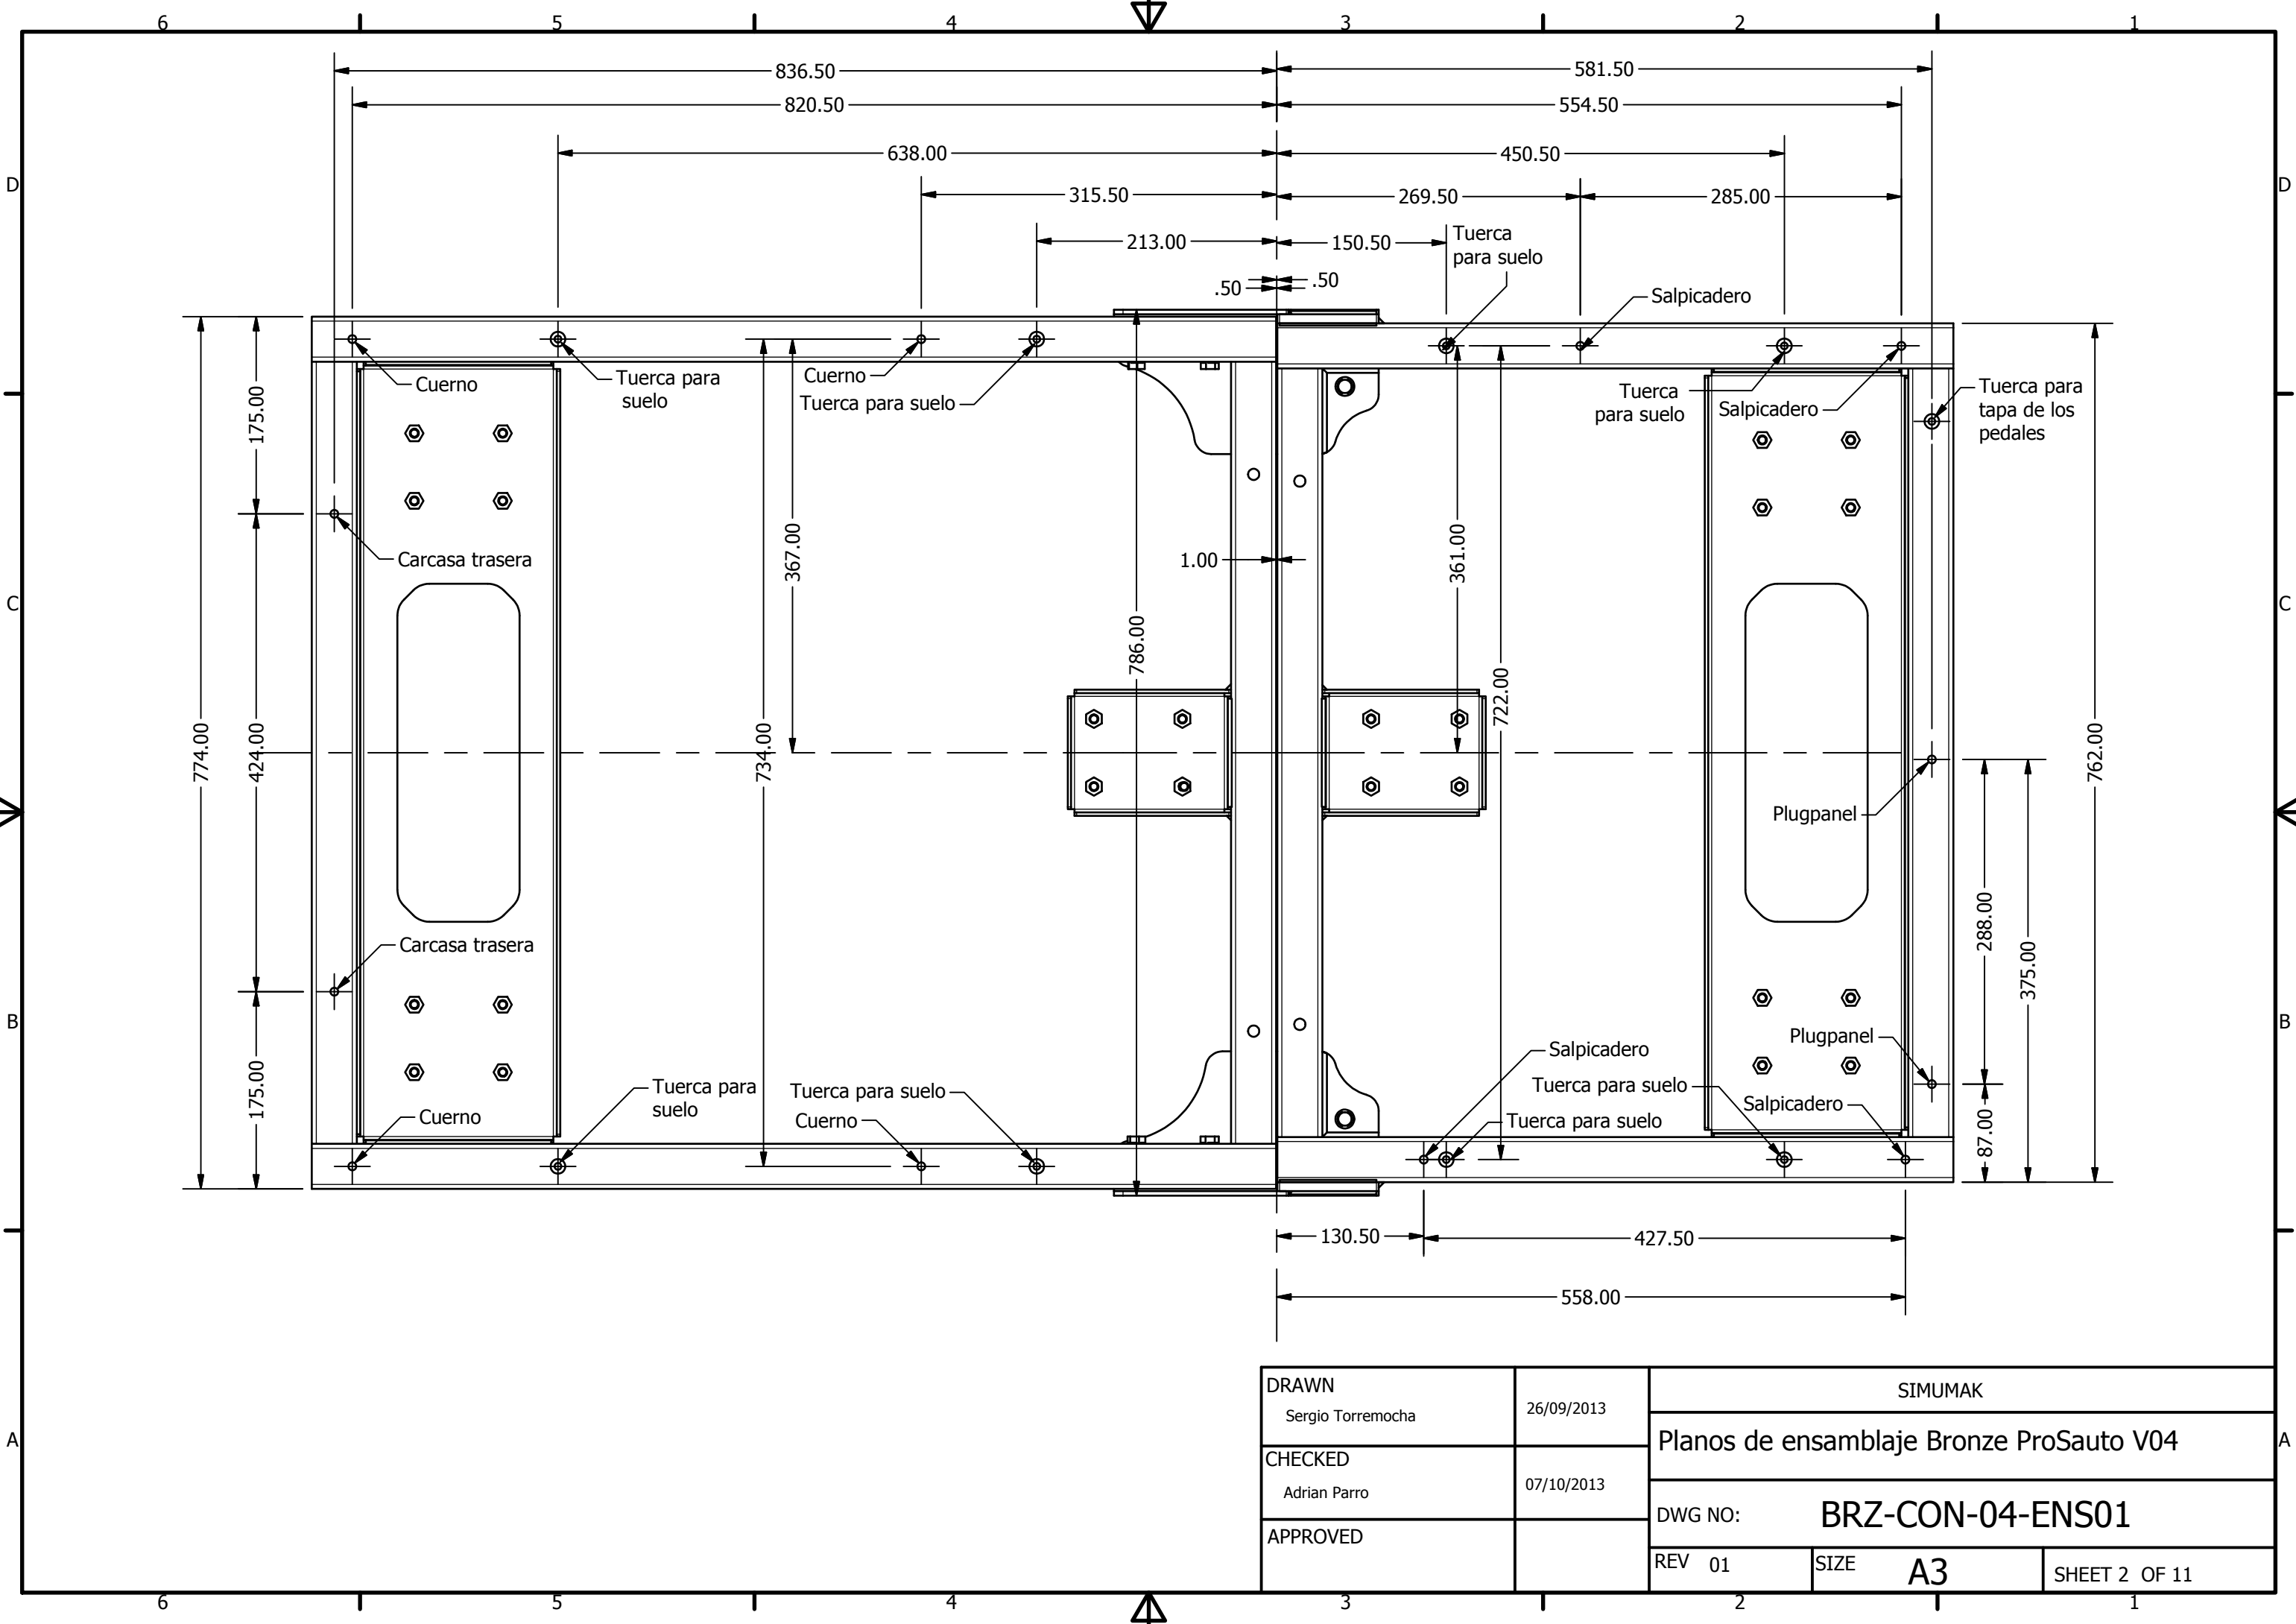 6 5 4 3 2 1
836.50 581.50
820.50 554.50
638.00 450.50
D D
315.50 269.50 285.00
213.00 150.50
Tuerca
para suelo
.50 .50
Salpicadero
Cuerno
Tuerca para
suelo
Cuerno
Tuerca para suelo
Tuerca
para suelo
Salpicadero
Tuerca para
tapa de los
pedales
175.00
Carcasa trasera
367.00
1.00
361.00
C C
786.00
722.00
774.00
424.00
734.00
762.00
Plugpanel
288.00
375.00
Carcasa trasera
B B
Plugpanel
Salpicadero
175.00
Cuerno
Tuerca para
suelo
Tuerca para suelo
Cuerno
Tuerca para suelo
Tuerca para suelo
Salpicadero
87.00
130.50 427.50
558.00
A A
DRAWN
Sergio Torremocha
26/09/2013
CHECKED
Adrian Parro
07/10/2013
APPROVED
SIMUMAK
Planos de ensamblaje Bronze ProSauto V04
DWG NO: BRZ-CON-04-ENS01
REV 01 SIZE A3 SHEET 2 OF 11
6 5 4 3 2 1